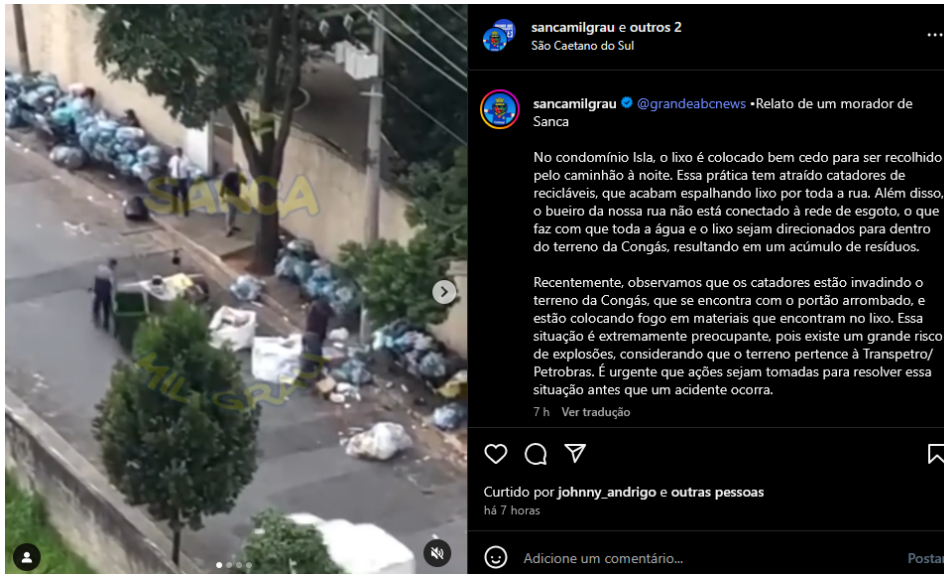 SANCA
MIL GRAU
sancamilgrau e outros 2
São Caetano do Sul
sancamilgrau @grandeabcnews •Relato de um morador de
Sanca
No condomínio Isla, o lixo é colocado bem cedo para ser recolhido
pelo caminhão à noite. Essa prática tem atraído catadores de
recicláveis, que acabam espalhando lixo por toda a rua. Além disso,
o bueiro da nossa rua não está conectado à rede de esgoto, o que
faz com que toda a água e o lixo sejam direcionados para dentro
do terreno da Congás, resultando em um acúmulo de resíduos.
Recentemente, observamos que os catadores estão invadindo o
terreno da Congás, que se encontra com o portão arrombado, e
estão colocando fogo em materiais que encontram no lixo. Essa
situação é extremamente preocupante, pois existe um grande risco
de explosões, considerando que o terreno pertence à Transpetro/
Petrobras. É urgente que ações sejam tomadas para resolver essa
situação antes que um acidente ocorra.
7 h Ver tradução
Curtido por johnny_andrigo e outras pessoas
há 7 horas
Adicione um comentário...
Postar